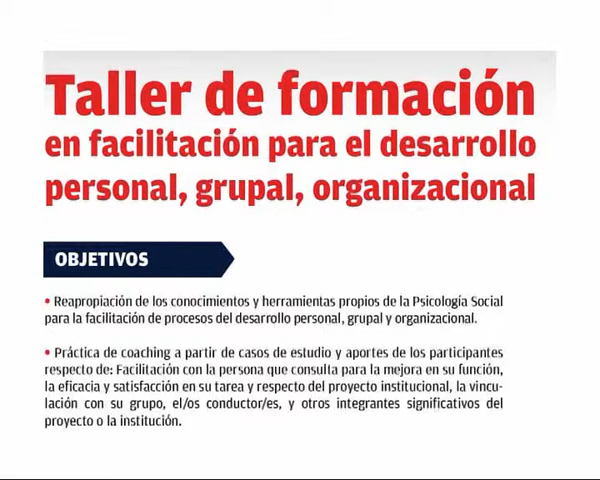 Taller de formación
en facilitación para el desarrollo
personal, grupal, organizacional
OBJETIVOS
• Reapropiación de los conocimientos y herramientas propios de la Psicología Social
para la facilitación de procesos del desarrollo personal, grupal y organizacional.
• Práctica de coaching a partir de casos de estudio y aportes de los participantes
respecto de: Facilitación con la persona que consulta para la mejora en su función,
la eficacia y satisfacción en su tarea y respecto del proyecto institucional, la vincu-
lación con su grupo, el/os conductor/es, y otros integrantes significativos del
proyecto o la institución.